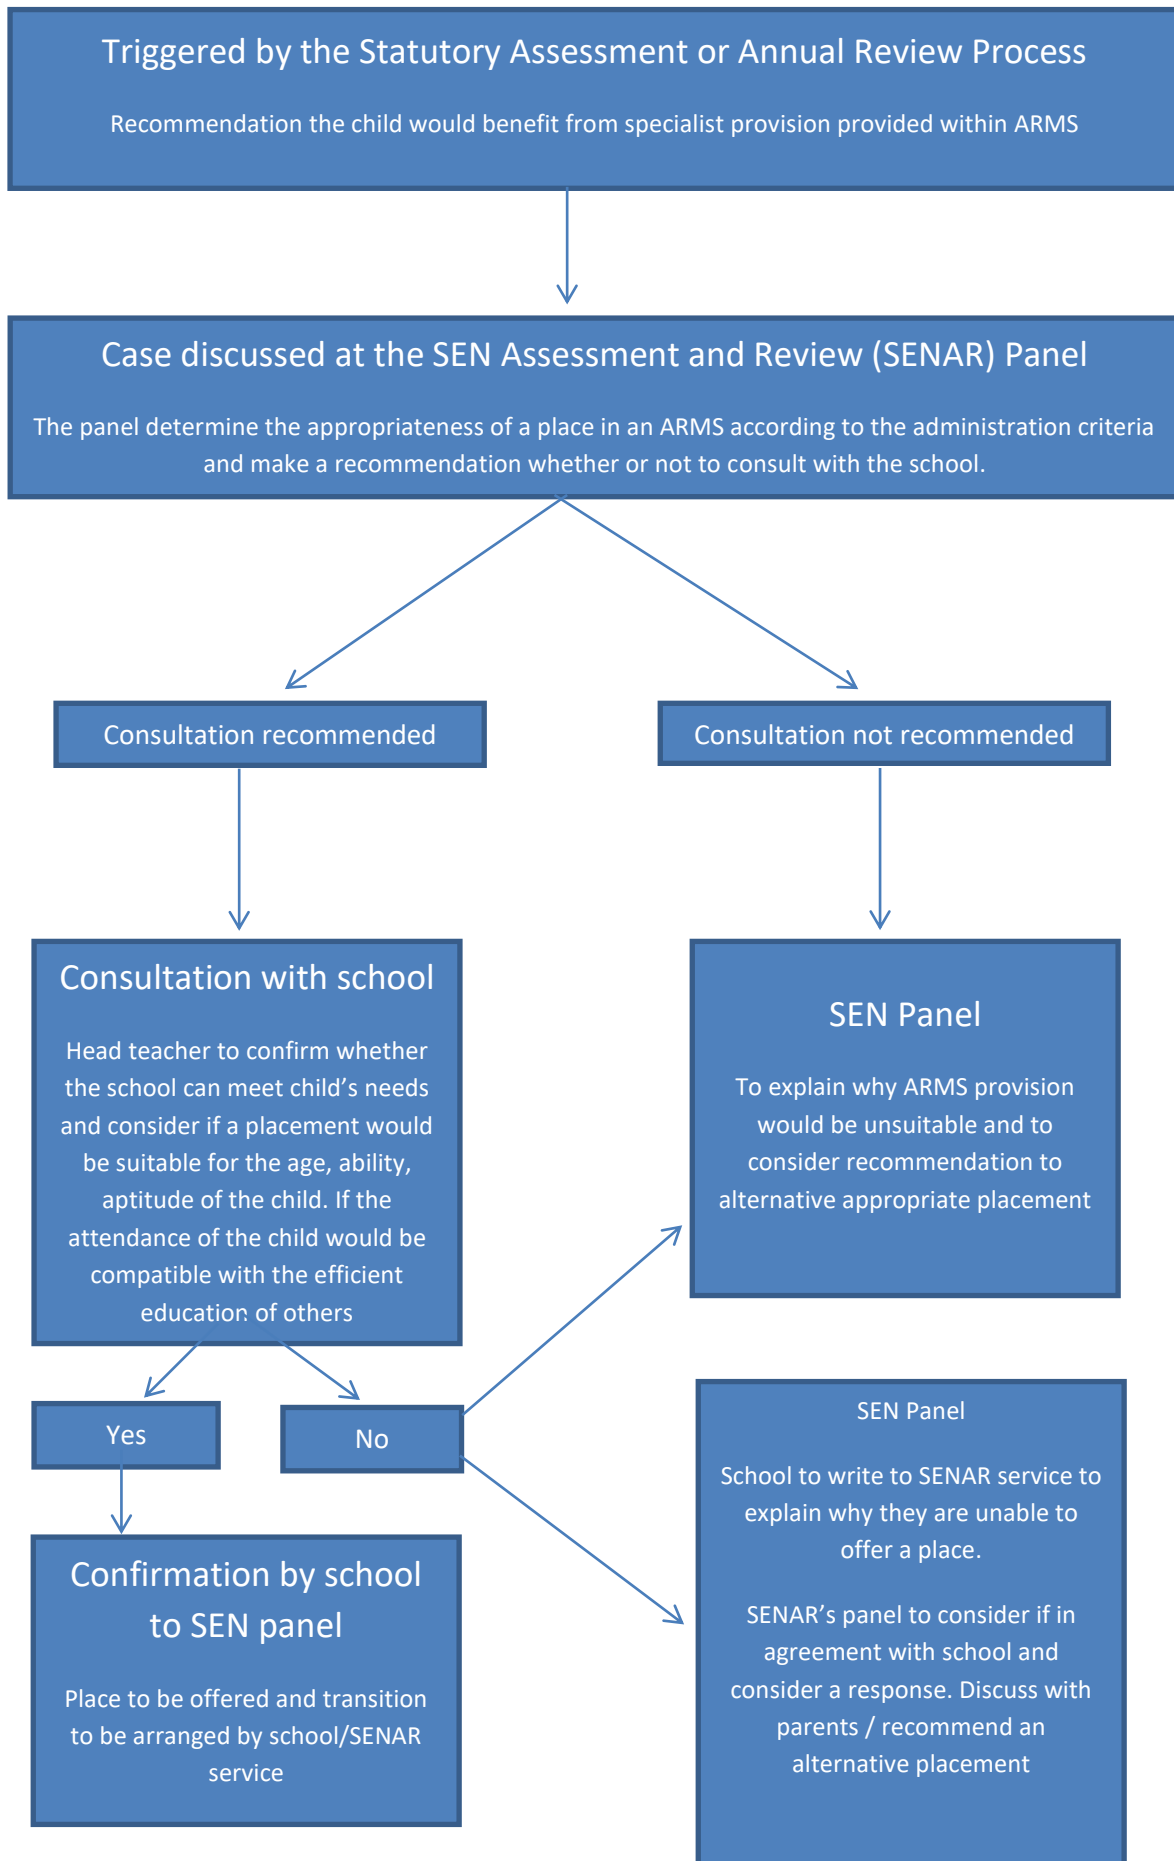 Triggered by the Statutory Assessment or Annual Review Process
Recommendation the child would benefit from specialist provision provided within ARMS
Case discussed at the SEN Assessment and Review (SENAR) Panel
The panel determine the appropriateness of a place in an ARMS according to the administration criteria
and make a recommendation whether or not to consult with the school.
Consultation recommended
Consultation not recommended
Consultation with school
Head teacher to confirm whether
the school can meet child’s needs
and consider if a placement would
be suitable for the age, ability,
aptitude of the child. If the
attendance of the child would be
compatible with the efficient
education of others
SEN Panel
To explain why ARMS provision
would be unsuitable and to
consider recommendation to
alternative appropriate placement
Yes
No
Confirmation by school
to SEN panel
Place to be offered and transition
to be arranged by school/SENAR
service
SEN Panel
School to write to SENAR service to
explain why they are unable to
offer a place.
SENAR’s panel to consider if in
agreement with school and
consider a response. Discuss with
parents / recommend an
alternative placement